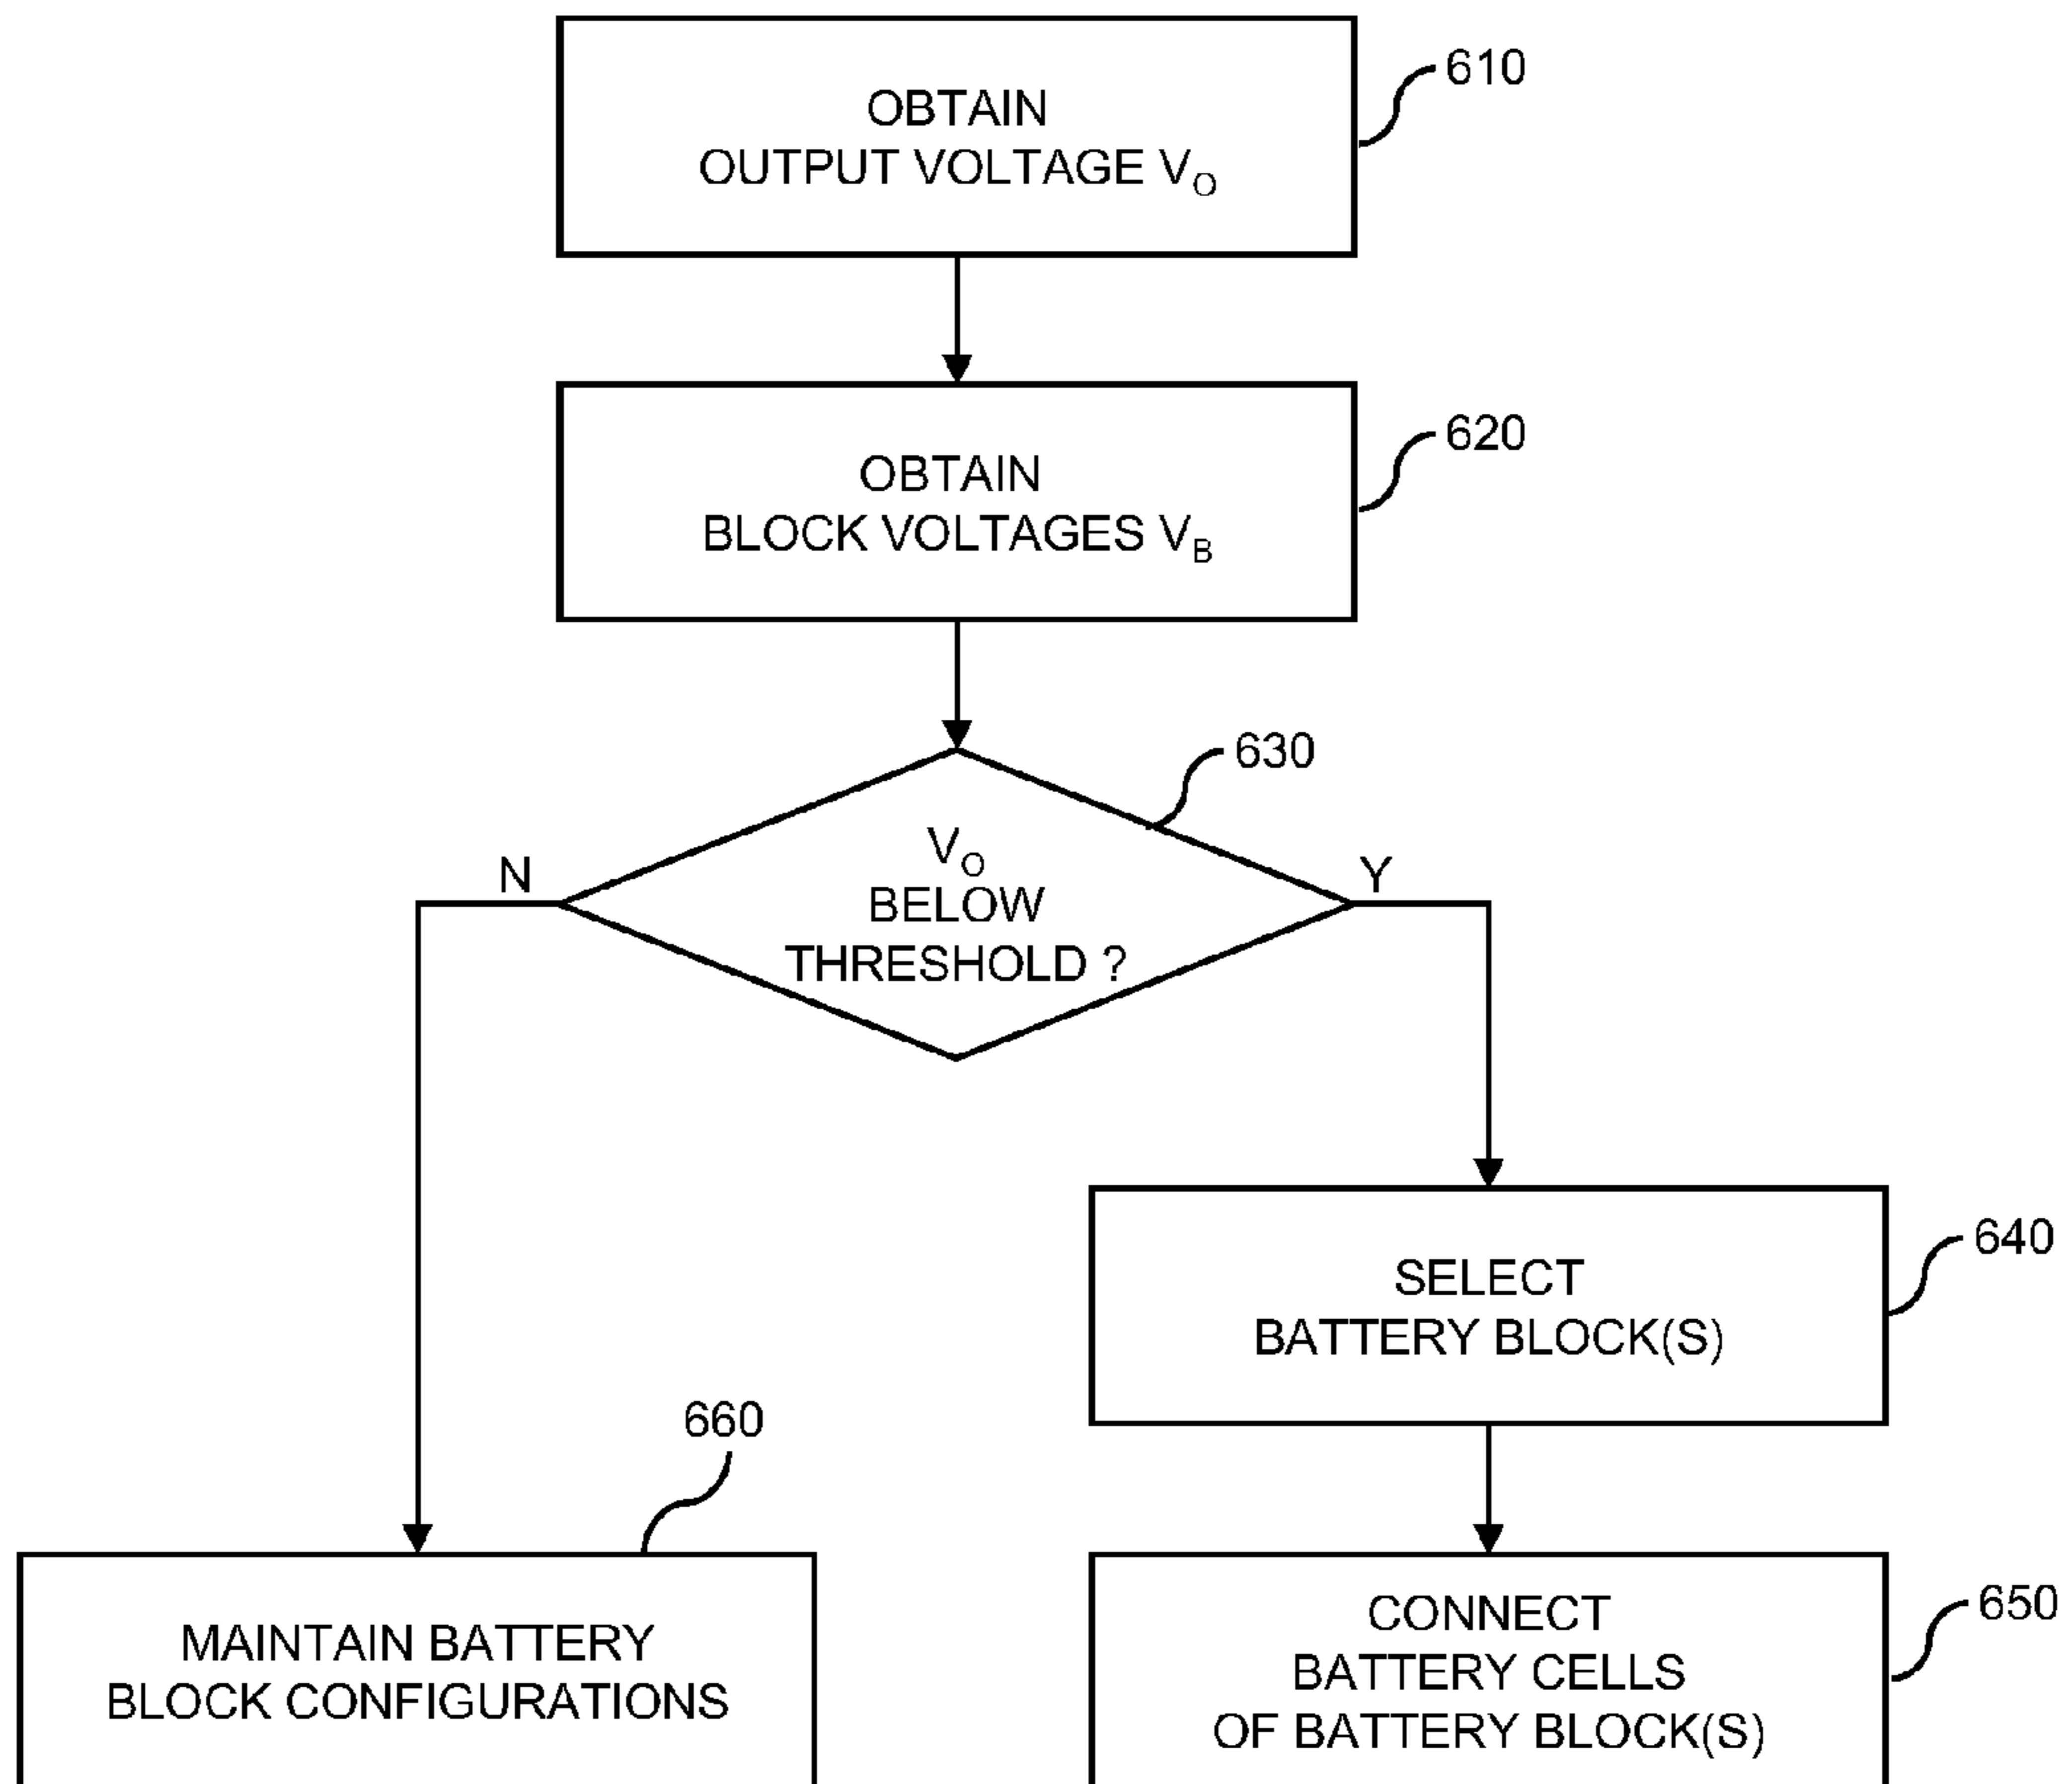 OBTAIN
OUTPUT VOLTAGE VO
610
OBTAIN
BLOCK VOLTAGES VB
620
630
VO
BELOW
THRESHOLD ?
N
Y
SELECT
BATTERY BLOCK(S)
640
CONNECT
BATTERY CELLS
OF BATTERY BLOCK(S)
650
660
MAINTAIN BATTERY
BLOCK CONFIGURATIONS